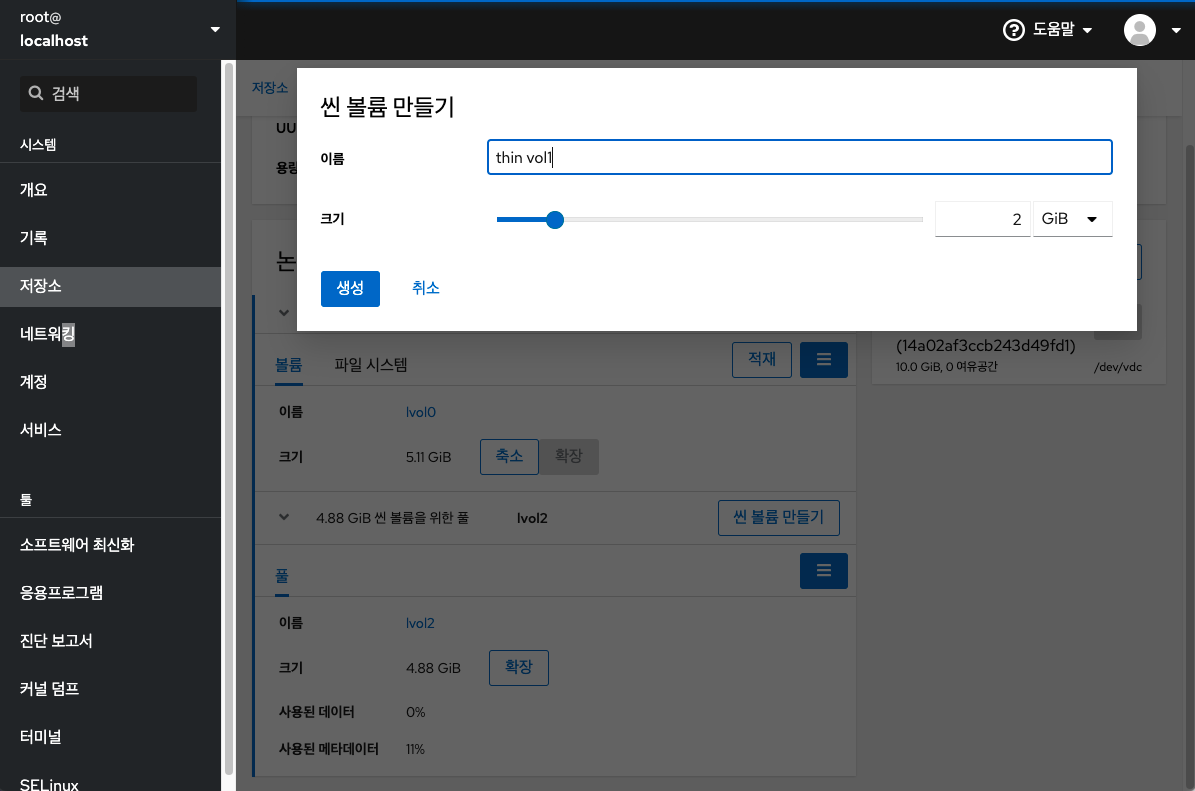 root@
localhost
도움말
검색
시스템
개요
기록
저장소
네트워킹
계정
서비스
툴
소프트웨어 최신화
응용프로그램
진단 보고서
커널 덤프
터미널
SELinux
저장소
씬 볼륨 만들기
이름
thin vol1
크기
2
GiB
생성
취소
볼륨
파일 시스템
적재
이름
lvol0
크기
5.11 GiB
축소
확장
4.88 GiB 씬 볼륨을 위한 풀
lvol2
씬 볼륨 만들기
풀
이름
lvol2
크기
4.88 GiB
확장
사용된 데이터
0%
사용된 메타데이터
11%
(14a02af3ccb243d49fd1)
10.0 GiB, 0 여유공간
/dev/vdc